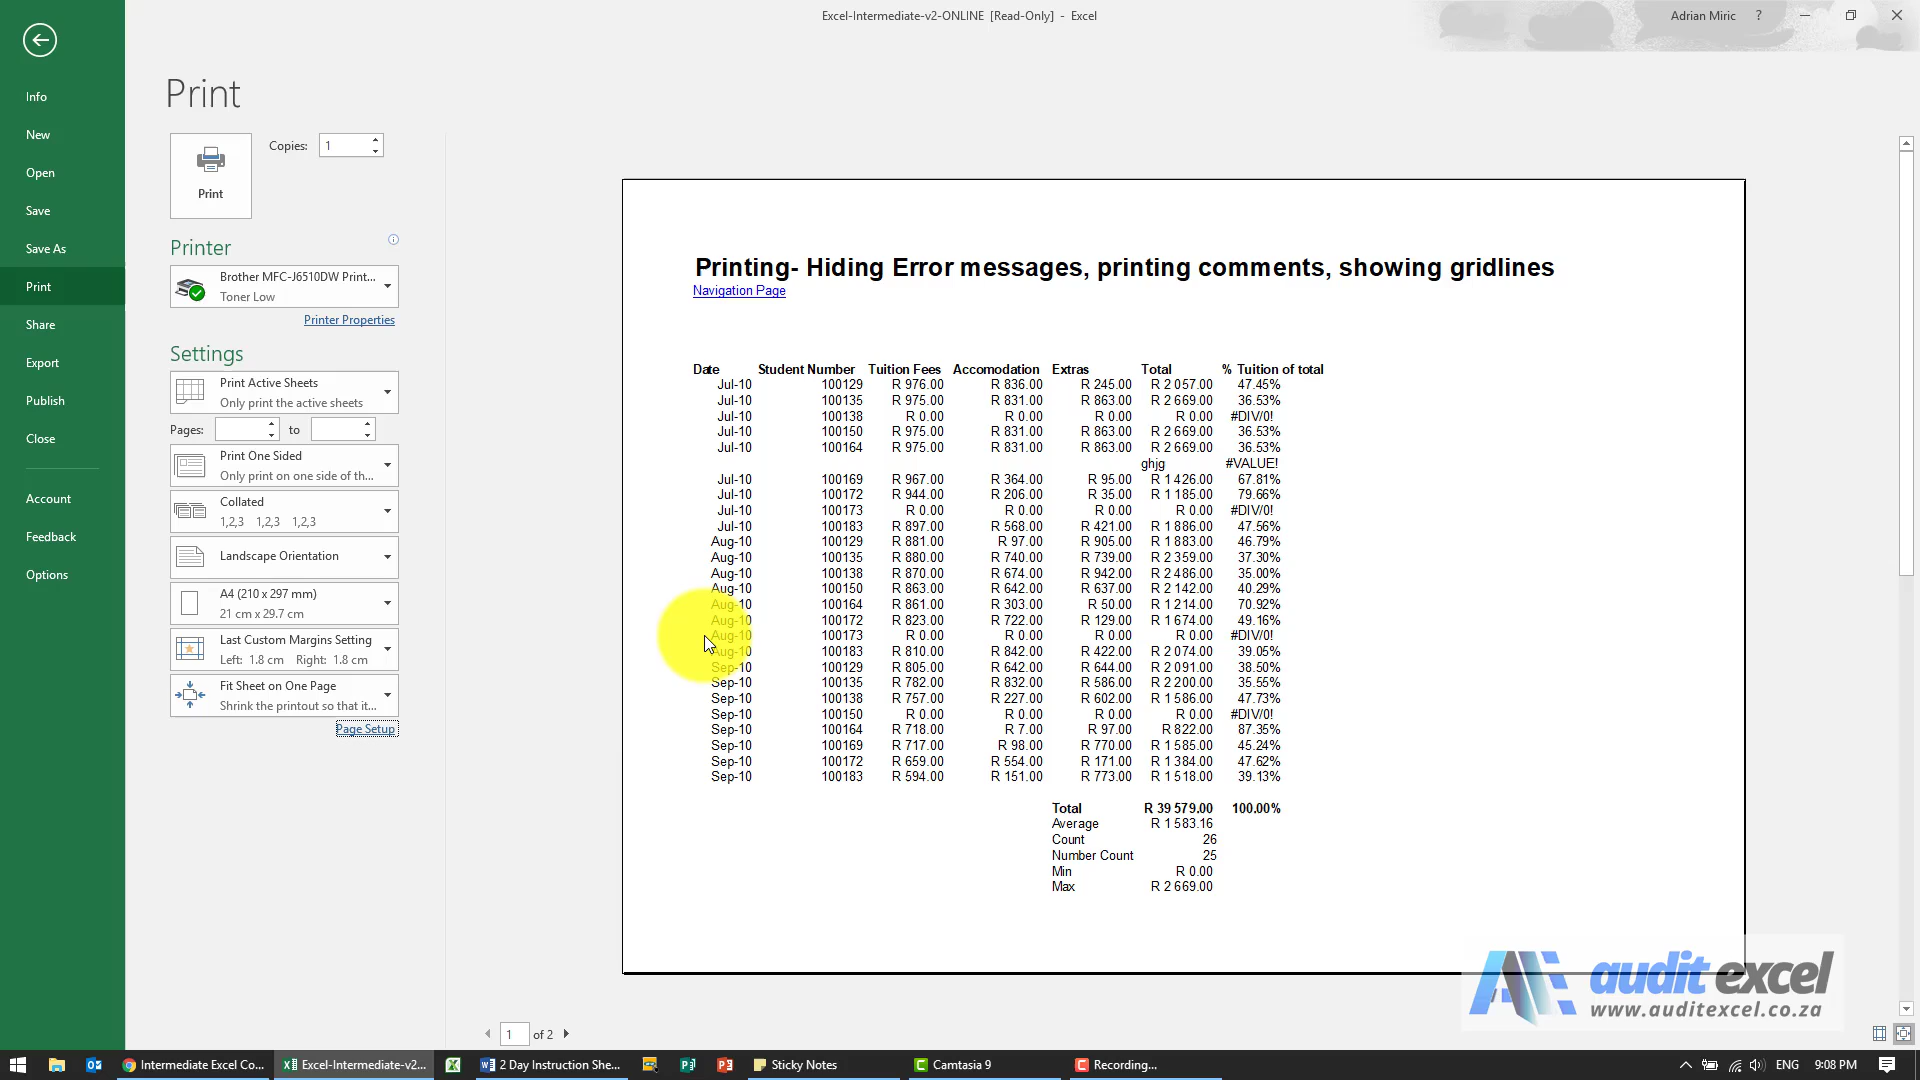 Excel-Intermediate-v2-ONLINE [Read-Only] - Excel
Adrian Miric ?
Info
New
Open
Save
Save As
Print
Share
Export
Publish
Close
Account
Feedback
Options
Print
Print
Copies: 1
Printer
Brother MFC-J6510DW Print...
Toner Low
Printer Properties
Settings
Print Active Sheets
Only print the active sheets
Pages: to
Print One Sided
Only print on one side of th...
Collated
1,2,3 1,2,3 1,2,3
Landscape Orientation
A4 (210 x 297 mm)
21 cm x 29.7 cm
Last Custom Margins Setting
Left: 1.8 cm Right: 1.8 cm
Fit Sheet on One Page
Shrink the printout so that it...
Page Setup
Printing- Hiding Error messages, printing comments, showing gridlines
Navigation Page
Date Student Number Tuition Fees Accomodation Extras Total % Tuition of total
Jul-10 100129 R 976.00 R 836.00 R 245.00 R 2 057.00 47.45%
Jul-10 100135 R 975.00 R 831.00 R 863.00 R 2 669.00 36.53%
Jul-10 100138 R 0.00 R 0.00 R 0.00 R 0.00 #DIV/0!
Jul-10 100150 R 975.00 R 831.00 R 863.00 R 2 669.00 36.53%
Jul-10 100164 R 975.00 R 831.00 R 863.00 R 2 669.00 36.53%
ghjg #VALUE!
Jul-10 100169 R 967.00 R 364.00 R 95.00 R 1 426.00 67.81%
Jul-10 100172 R 944.00 R 206.00 R 35.00 R 1 185.00 79.66%
Jul-10 100173 R 0.00 R 0.00 R 0.00 R 0.00 #DIV/0!
Jul-10 100183 R 897.00 R 568.00 R 421.00 R 1 886.00 47.56%
Aug-10 100129 R 881.00 R 97.00 R 905.00 R 1 883.00 46.79%
Aug-10 100135 R 880.00 R 740.00 R 739.00 R 2 359.00 37.30%
Aug-10 100138 R 870.00 R 674.00 R 942.00 R 2 486.00 35.00%
Aug-10 100150 R 863.00 R 642.00 R 637.00 R 2 142.00 40.29%
Aug-10 100164 R 861.00 R 303.00 R 50.00 R 1 214.00 70.92%
Aug-10 100172 R 823.00 R 722.00 R 129.00 R 1 674.00 49.16%
Aug-10 100173 R 0.00 R 0.00 R 0.00 R 0.00 #DIV/0!
Aug-10 100183 R 810.00 R 842.00 R 422.00 R 2 074.00 39.05%
Sep-10 100129 R 805.00 R 642.00 R 644.00 R 2 091.00 38.50%
Sep-10 100135 R 782.00 R 832.00 R 586.00 R 2 200.00 35.55%
Sep-10 100138 R 757.00 R 227.00 R 602.00 R 1 586.00 47.73%
Sep-10 100150 R 0.00 R 0.00 R 0.00 R 0.00 #DIV/0!
Sep-10 100164 R 718.00 R 7.00 R 97.00 R 822.00 87.35%
Sep-10 100169 R 717.00 R 98.00 R 770.00 R 1 585.00 45.24%
Sep-10 100172 R 659.00 R 554.00 R 171.00 R 1 384.00 47.62%
Sep-10 100183 R 594.00 R 151.00 R 773.00 R 1 518.00 39.13%
Total R 39 579.00 100.00%
Average R 1 583.16
Count 26
Number Count 25
Min R 0.00
Max R 2 669.00
audit excel
www.auditexcel.co.za
1 of 2
Intermediate Excel Co...
Excel-Intermediate-v2...
2 Day Instruction She...
Sticky Notes
Camtasia 9
Recording...
ENG 9:08 PM